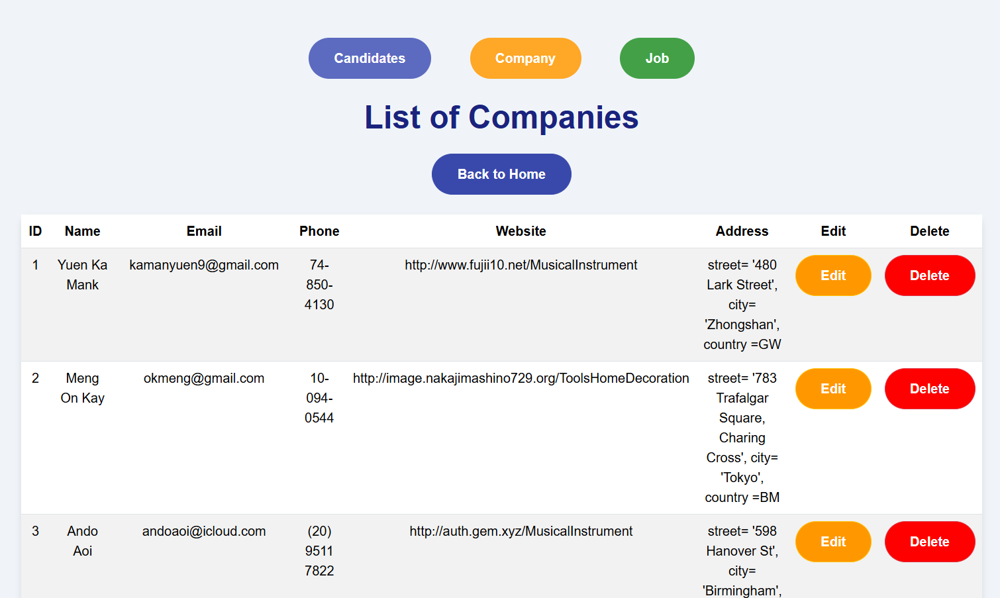 Candidates Company Job
List of Companies
Back to Home
ID Name Email Phone Website Address Edit Delete
1 Yuen Ka kamanyuen9@gmail.com 74- http://www.fujii10.net/MusicalInstrument street= '480 Edit Delete
Mank 850- Lark Street',
4130 city=
'Zhongshan',
country =GW
2 Meng okmeng@gmail.com 10- http://image.nakajimashino729.org/ToolsHomeDecoration street= '783 Edit Delete
On Kay 094- Trafalgar
0544 Square,
Charing
Cross', city=
'Tokyo',
country =BM
3 Ando andoaoi@icloud.com (20) http://auth.gem.xyz/MusicalInstrument street= '598 Edit Delete
Aoi 9511 Hanover St',
7822 city=
'Birmingham',